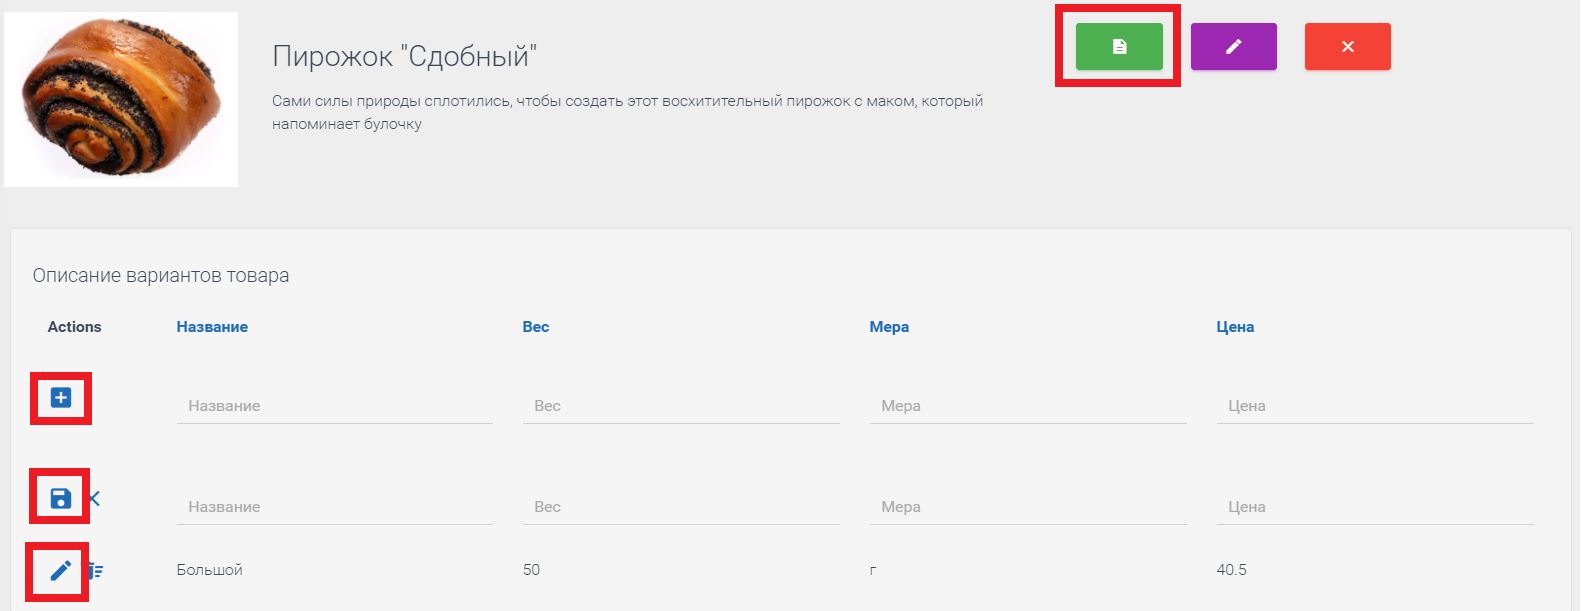 Пирожок "Сдобный"
Сами силы природы сплотились, чтобы создать этот восхитительный пирожок с маком, который
напоминает булочку
Описание вариантов товара
Actions Название Вес Мера Цена
Название Вес Мера Цена
Название Вес Мера Цена
Большой 50 г 40.5